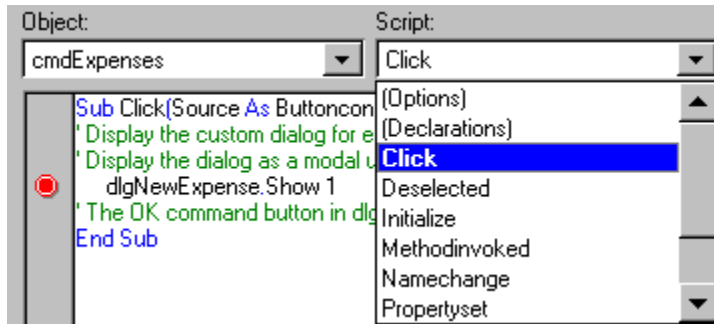 Object:
Script:
cmdExpenses
Click
Sub Click(Source As Buttoncon
' Display the custom dialog for e
' Display the dialog as a modal u
dlgNewExpense.Show 1
' The OK command button in dlg
End Sub
(Options)
(Declarations)
Click
Deselected
Initialize
Methodinvoked
Namechange
Propertyset